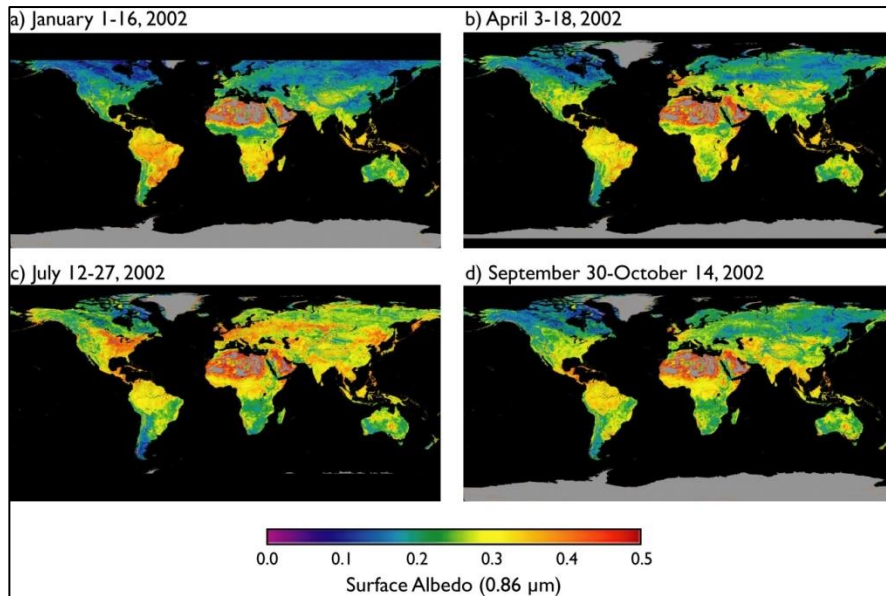 a) January 1-16, 2002
b) April 3-18, 2002
c) July 12-27, 2002
d) September 30-October 14, 2002
0.0 0.1 0.2 0.3 0.4 0.5
Surface Albedo (0.86 µm)